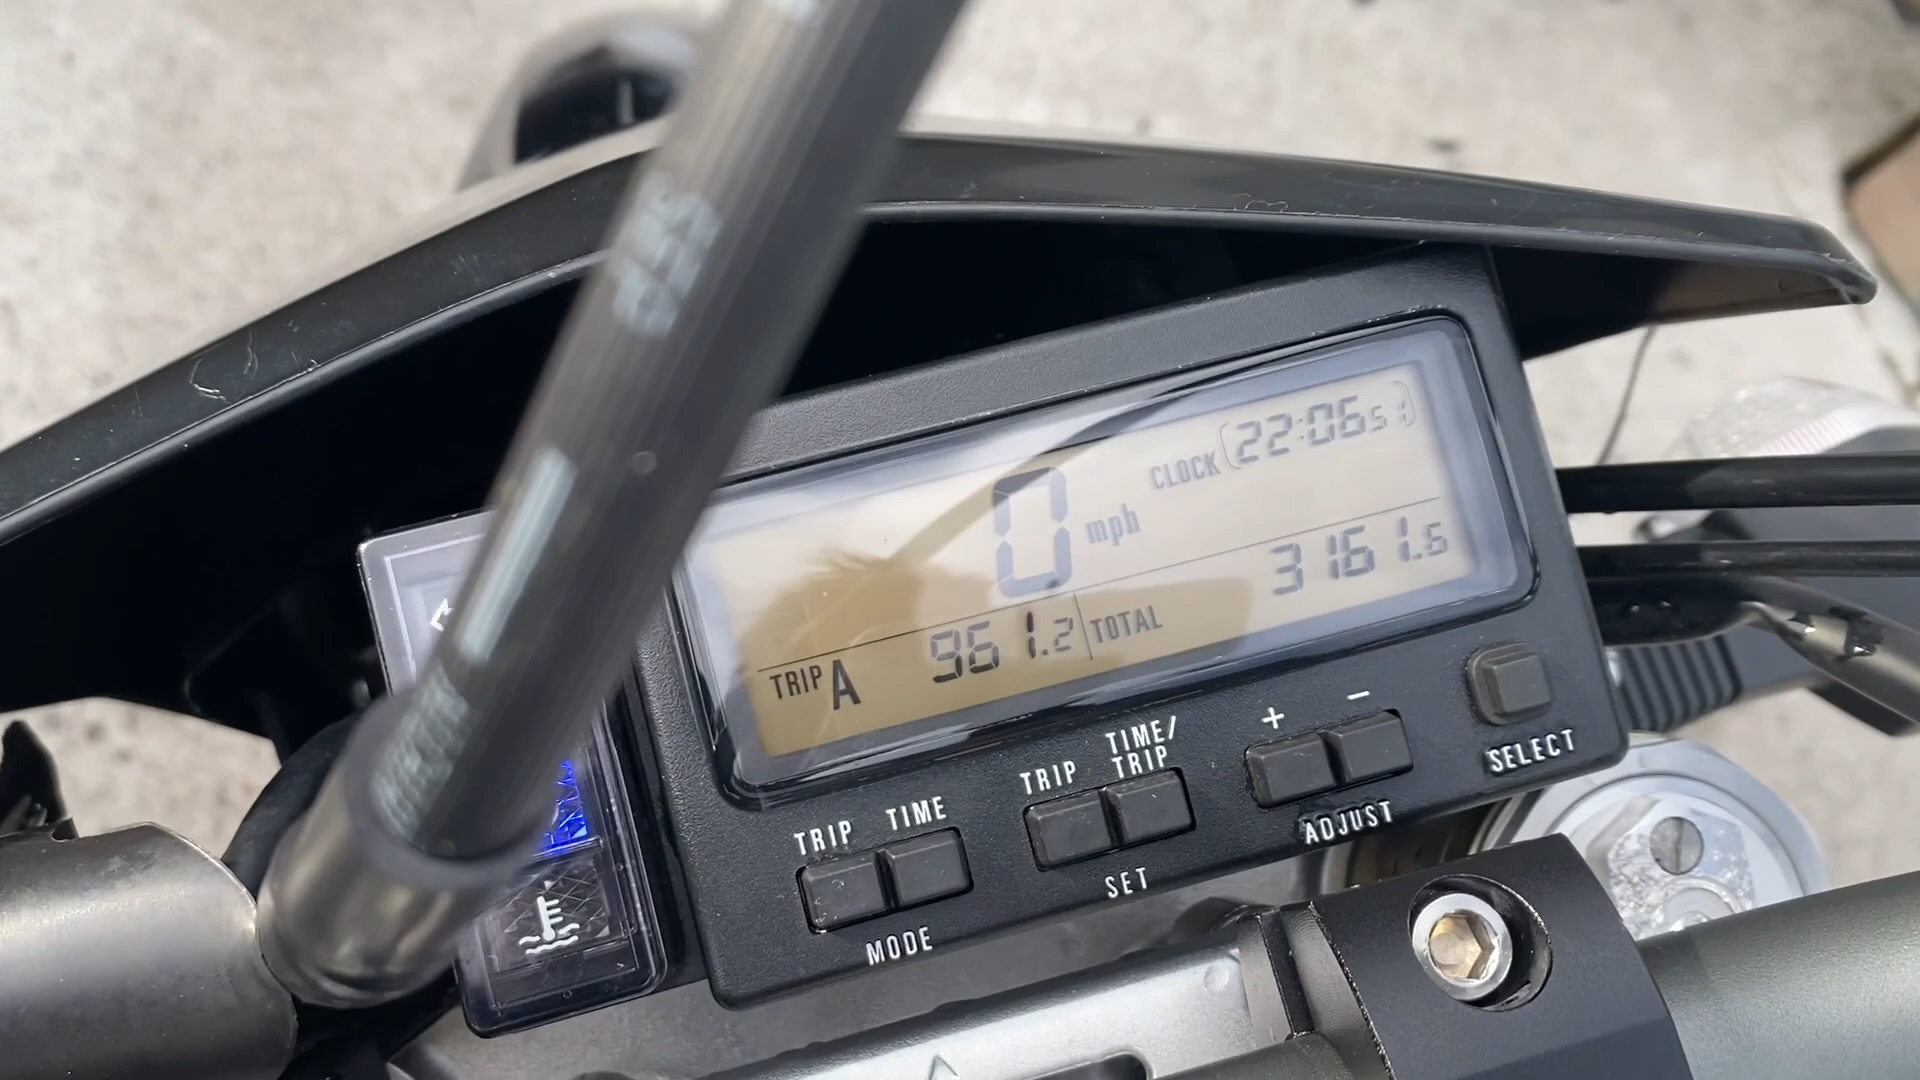 CLOCK 22:06 51
0 mph
TRIP A 961.2 TOTAL 3161.6
TRIP TIME
MODE
TRIP TIME/
TRIP
SET
+ −
ADJUST
SELECT